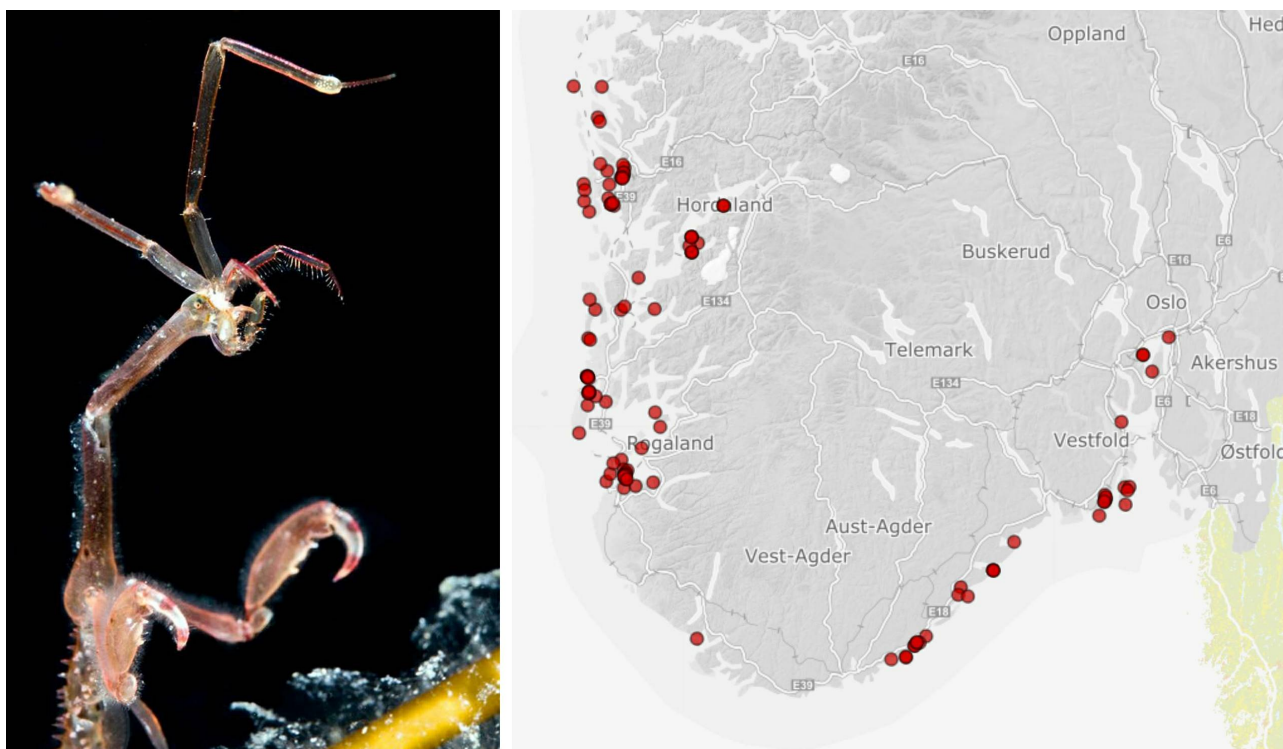 Oppland
Hed
E16
E16
Hordaland
E39
Buskerud
E16
E6
E134
Oslo
Telemark
Akershus
E134
E6
E18
E39
Rogaland
Vestfold
Østfold
E6
Aust-Agder
Vest-Agder
E18
E39